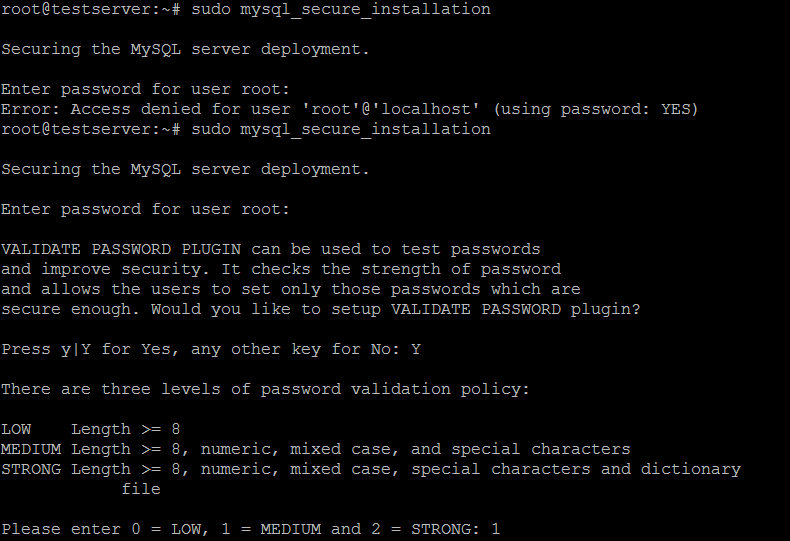 root@testserver:~# sudo mysql_secure_installation
Securing the MySQL server deployment.
Enter password for user root:
Error: Access denied for user 'root'@'localhost' (using password: YES)
root@testserver:~# sudo mysql_secure_installation
Securing the MySQL server deployment.
Enter password for user root:
VALIDATE PASSWORD PLUGIN can be used to test passwords
and improve security. It checks the strength of password
and allows the users to set only those passwords which are
secure enough. Would you like to setup VALIDATE PASSWORD plugin?
Press y|Y for Yes, any other key for No: Y
There are three levels of password validation policy:
LOW    Length >= 8
MEDIUM Length >= 8, numeric, mixed case, and special characters
STRONG Length >= 8, numeric, mixed case, special characters and dictionary
file
Please enter 0 = LOW, 1 = MEDIUM and 2 = STRONG: 1